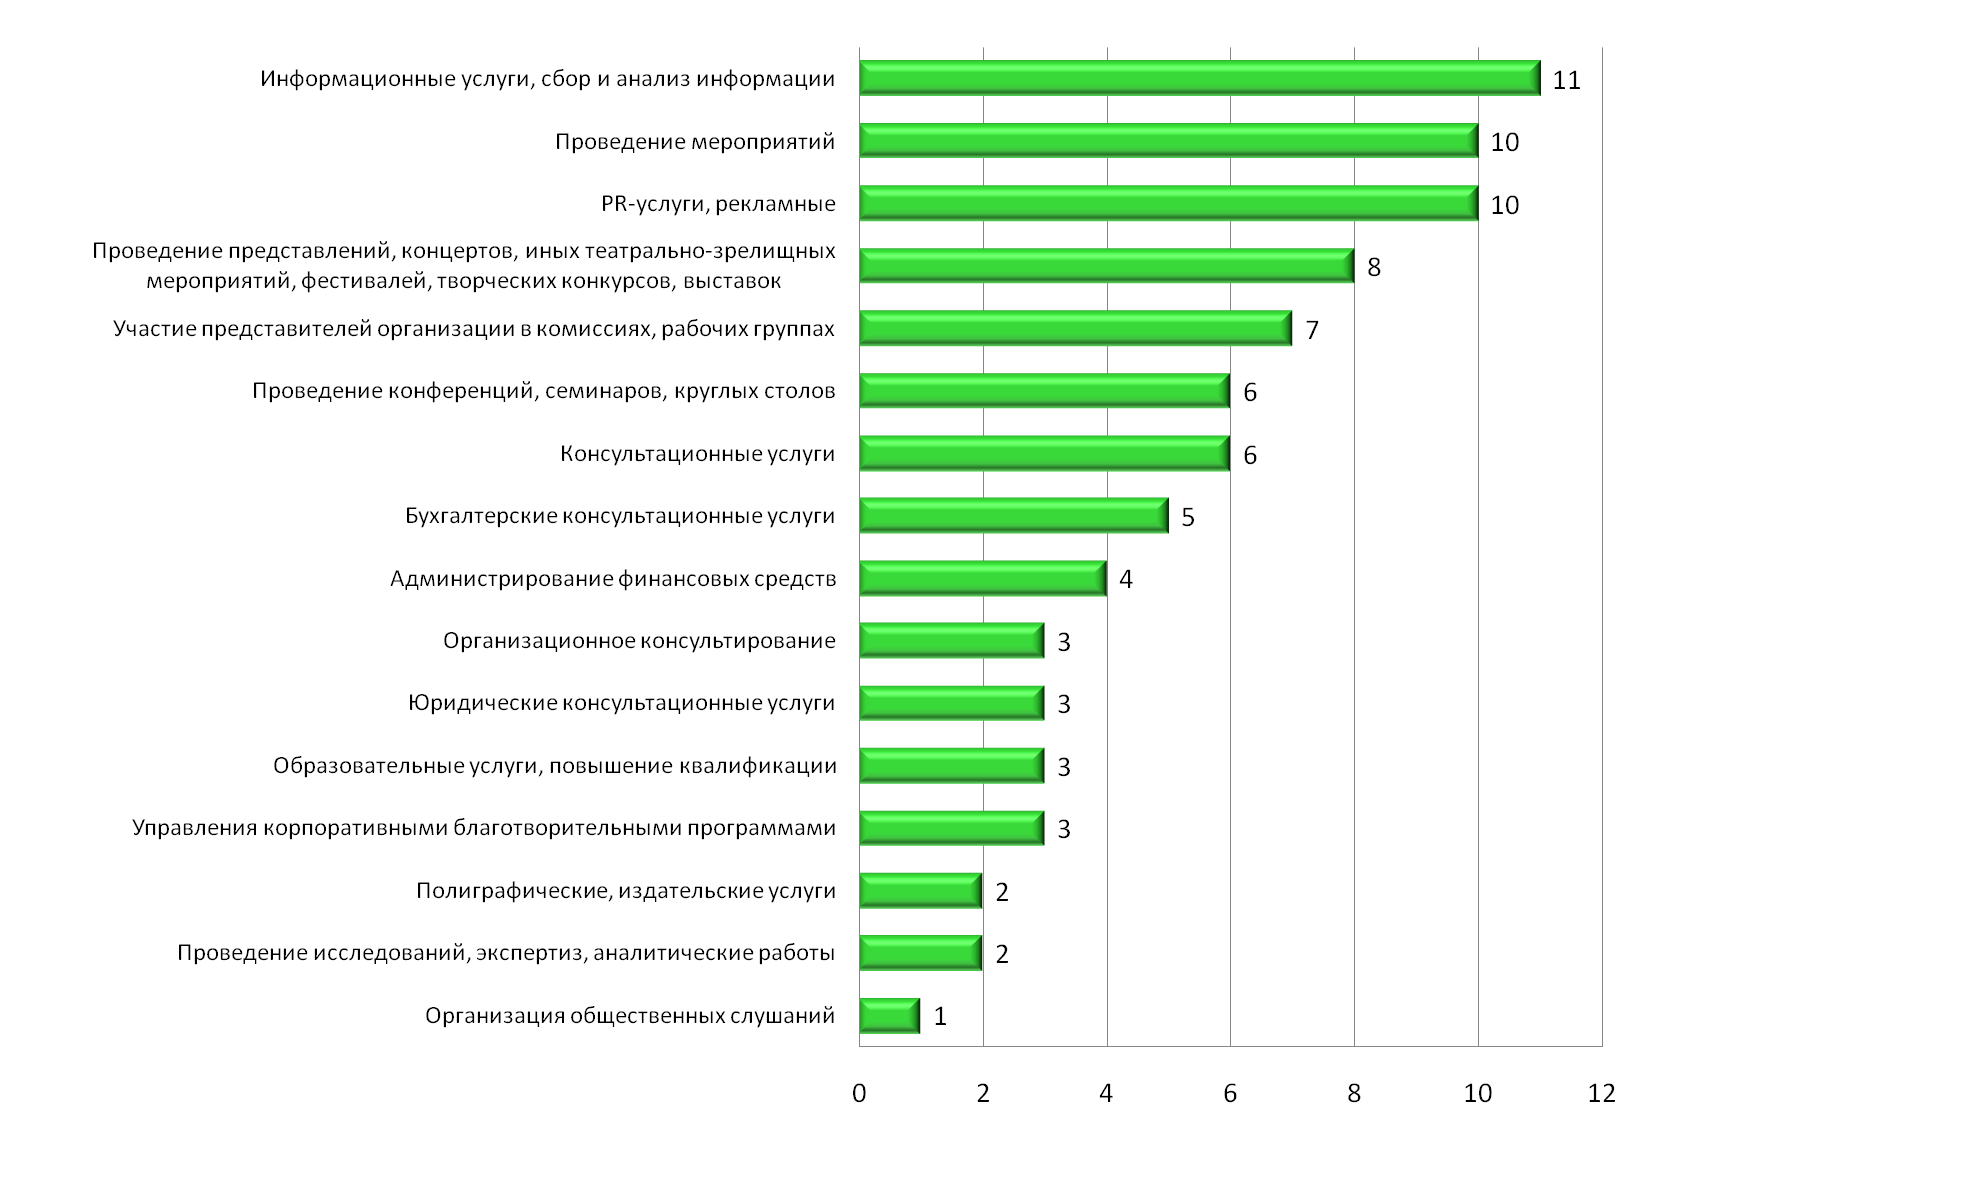 Информационные услуги, сбор и анализ информации
11
Проведение мероприятий
10
PR-услуги, рекламные
10
Проведение представлений, концертов, иных театрально-зрелищных
мероприятий, фестивалей, творческих конкурсов, выставок
8
Участие представителей организации в комиссиях, рабочих группах
7
Проведение конференций, семинаров, круглых столов
6
Консультационные услуги
6
Бухгалтерские консультационные услуги
5
Администрирование финансовых средств
4
Организационное консультирование
3
Юридические консультационные услуги
3
Образовательные услуги, повышение квалификации
3
Управления корпоративными благотворительными программами
3
Полиграфические, издательские услуги
2
Проведение исследований, экспертиз, аналитические работы
2
Организация общественных слушаний
1
0 2 4 6 8 10 12